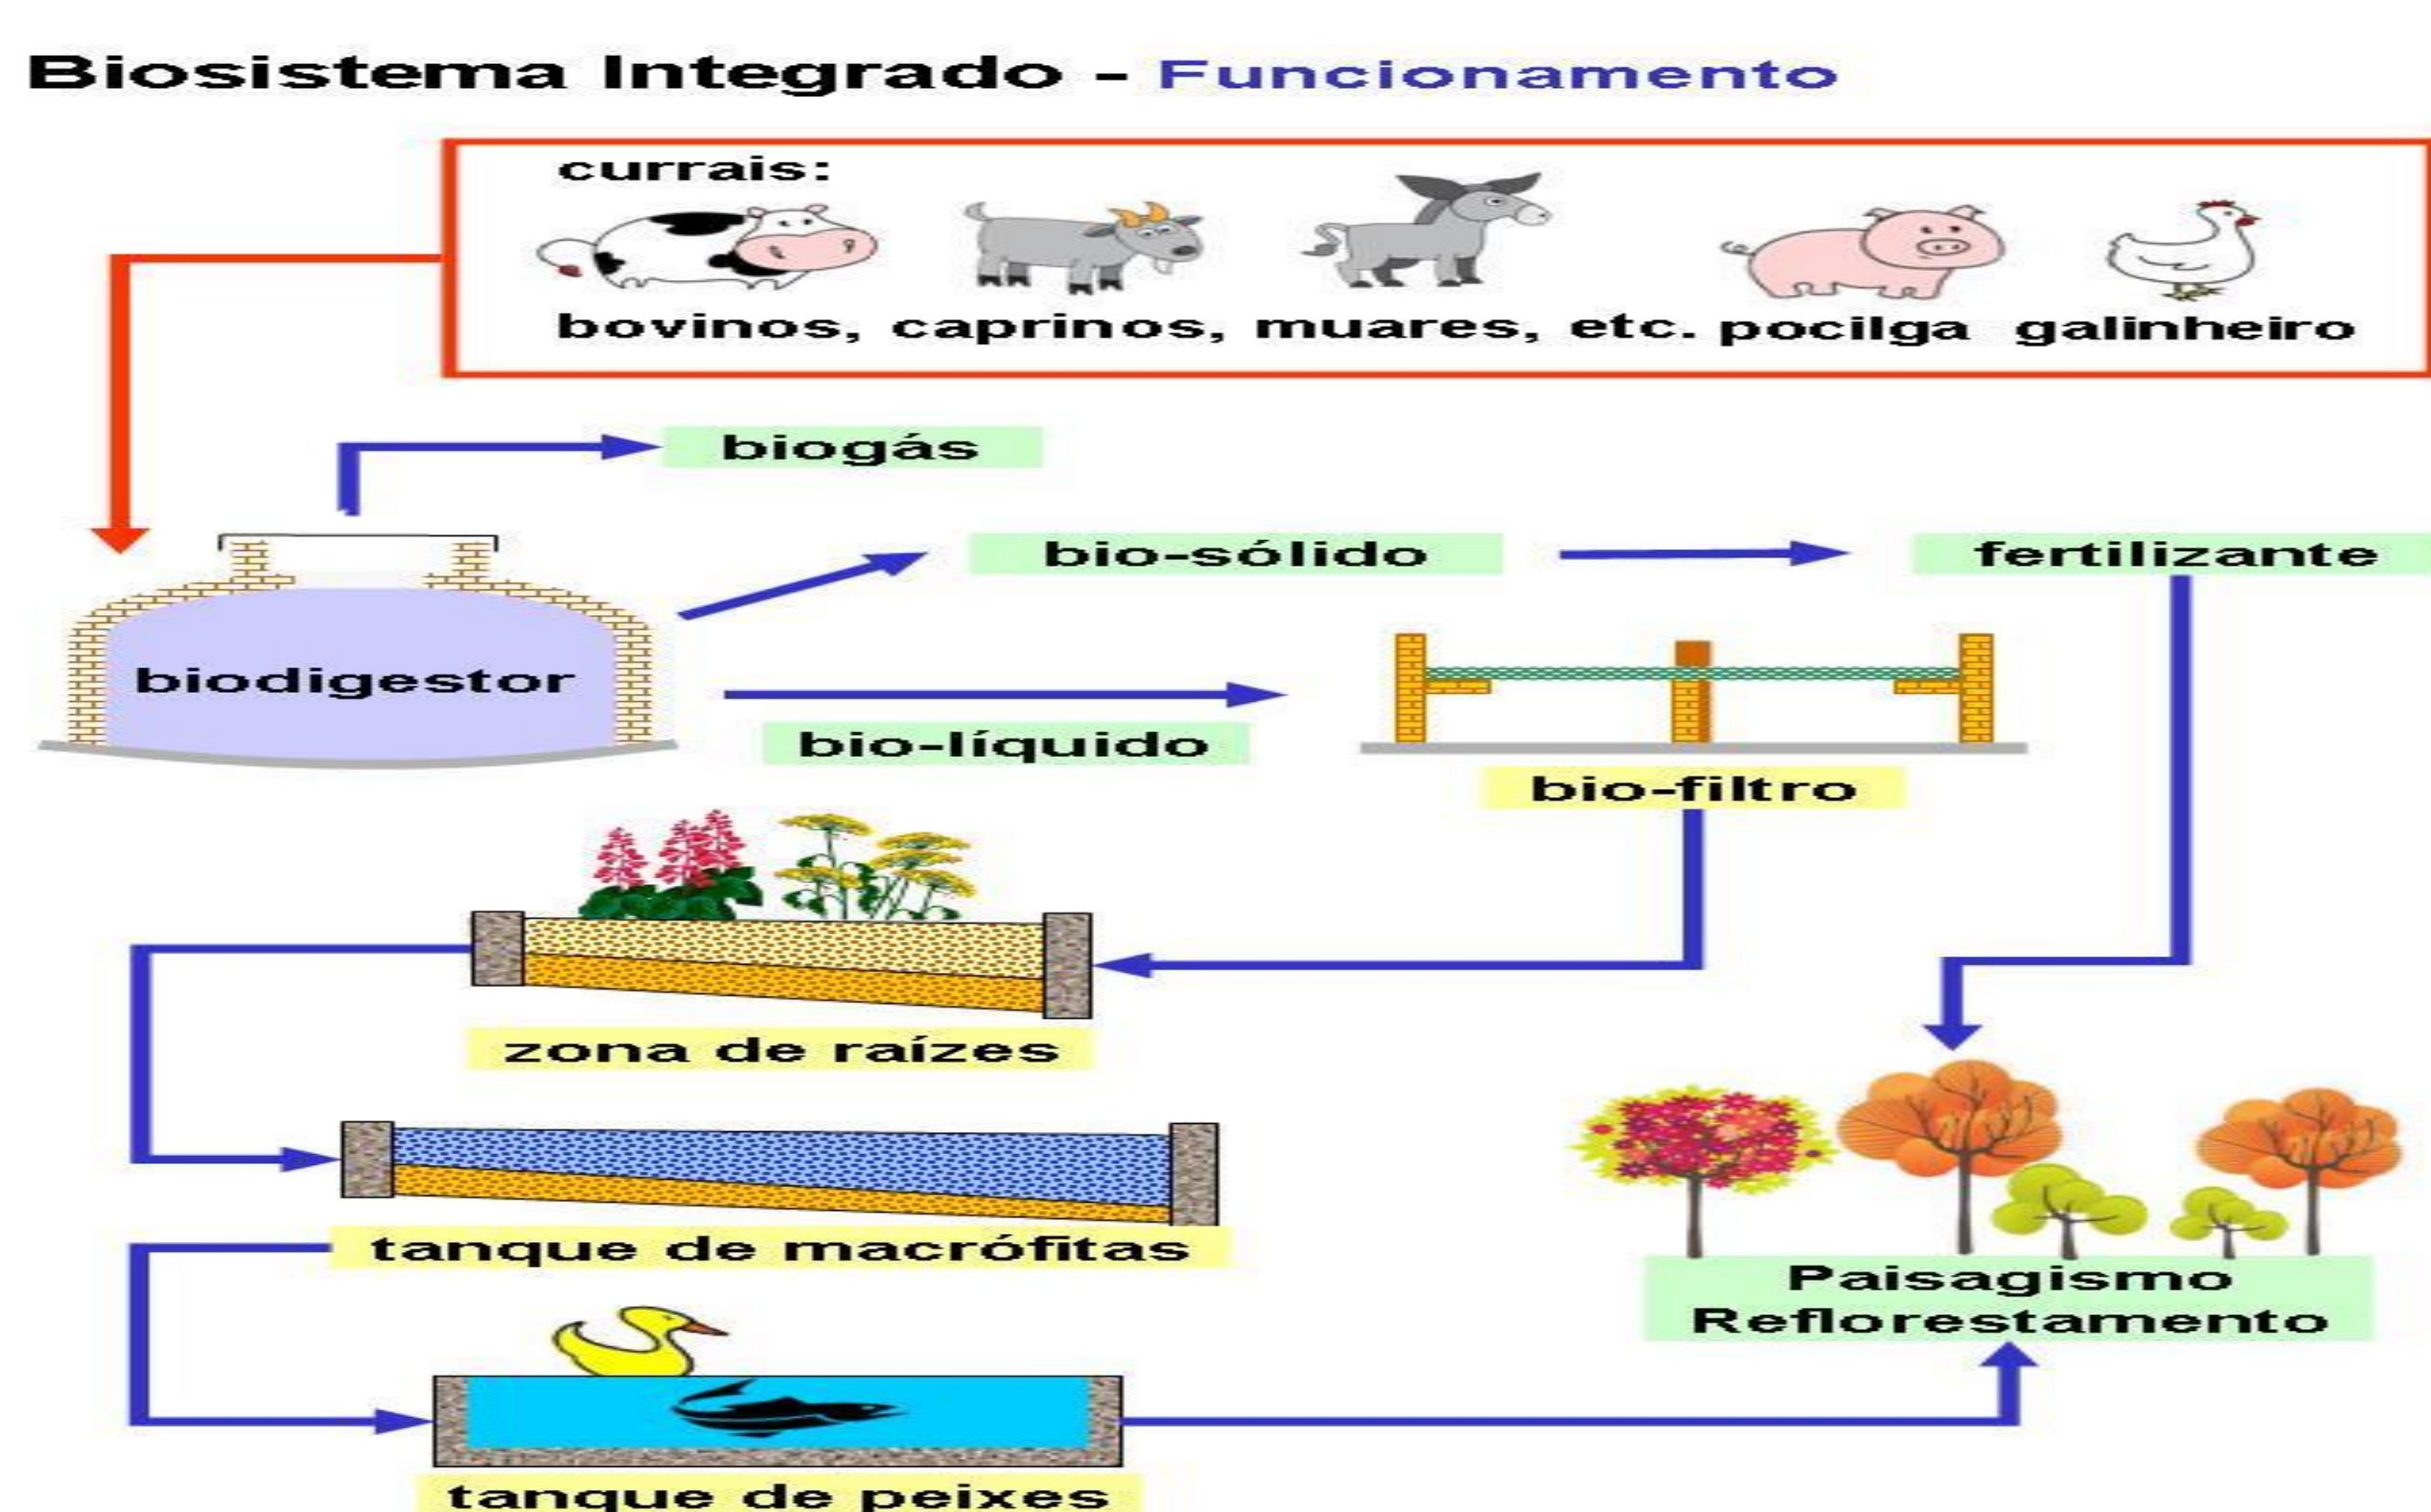 Biosistema Integrado - Funcionamento
currais:
bovinos, caprinos, muares, etc. pocilga galinheiro
biogás
bio-sólido
fertilizante
biodigestor
bio-líquido
bio-filtro
zona de raízes
tanque de macrófitas
Paisagismo
Reflorestamento
tanque de peixes